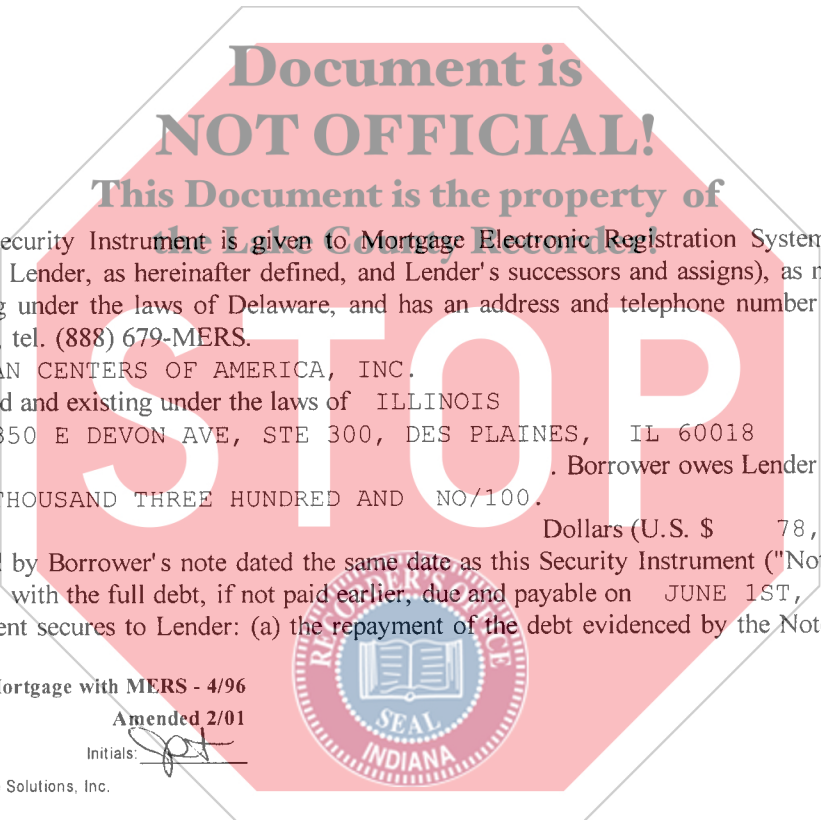 Document is
NOT OFFICIAL!
This Document is the property of
the Lake County Recorder!
ecurity Instrument is given to Mortgage Electronic Registration System
Lender, as hereinafter defined, and Lender's successors and assigns), as
g under the laws of Delaware, and has an address and telephone number
tel. (888) 679-MERS.
AN CENTERS OF AMERICA, INC.
d and existing under the laws of ILLINOIS
350 E DEVON AVE, STE 300, DES PLAINES, IL 60018
. Borrower owes Lender
THOUSAND THREE HUNDRED AND NO/100.
Dollars (U.S. $ 78,
by Borrower's note dated the same date as this Security Instrument ("Not
with the full debt, if not paid earlier, due and payable on JUNE 1ST,
ent secures to Lender: (a) the repayment of the debt evidenced by the Not
STOP
RECORDER'S OFFICE
SEAL
INDIANA
ortgage with MERS - 4/96
Amended 2/01
Initials:
Solutions, Inc.